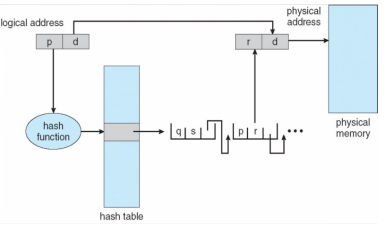 logical address
physical
address
p d
r d
hash
function
q s
p r
•••
physical
memory
hash table